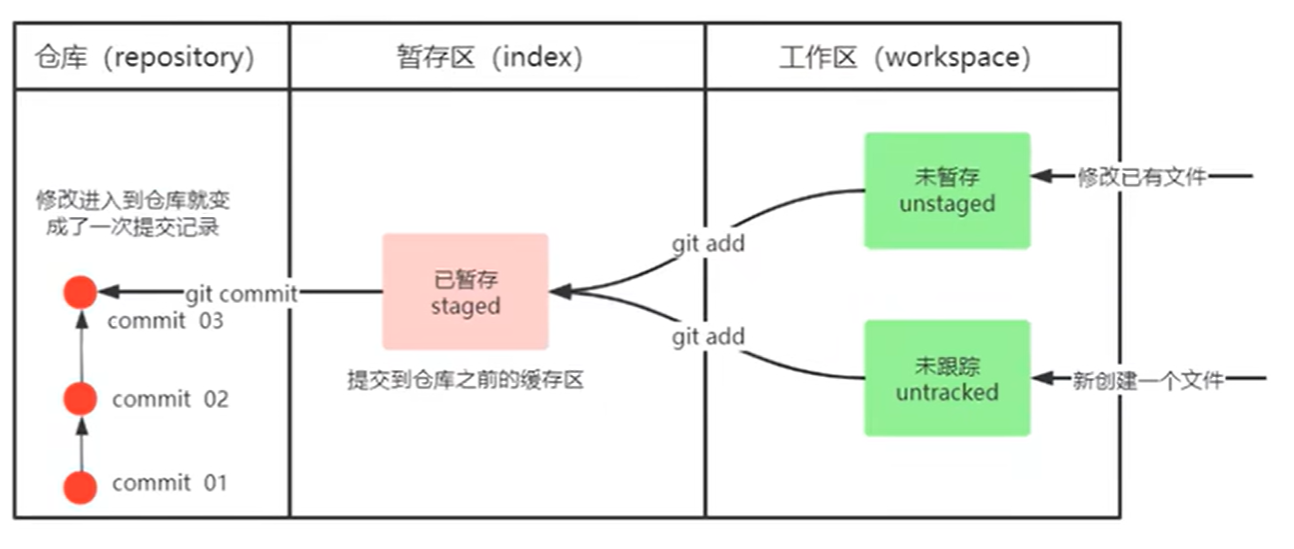 仓库（repository）
暂存区（index）
工作区（workspace）
修改进入到仓库就变
成了一次提交记录
git commit
commit 03
commit 02
commit 01
已暂存
staged
提交到仓库之前的缓存区
git add
git add
未暂存
unstaged
修改已有文件
未跟踪
untracked
新创建一个文件